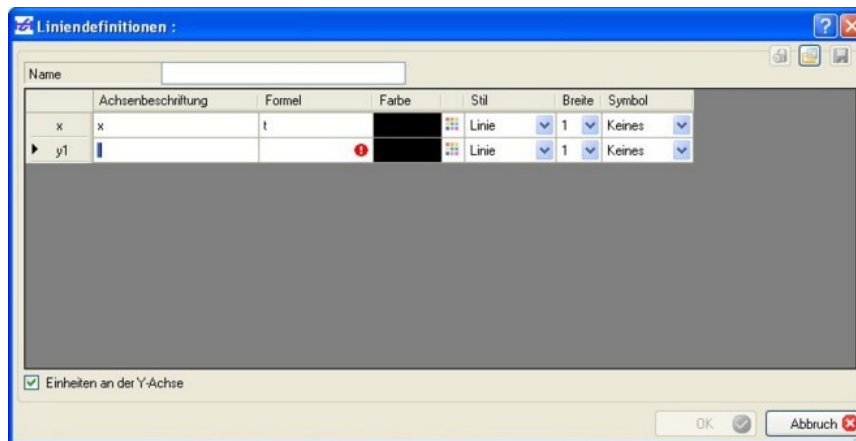 Liniendefinitionen :
Name
Achsenbeschriftung Formel Farbe Stil Breite Symbol
x x t Linie 1 Keines
y1 Linie 1 Keines
Einheiten an der Y-Achse
OK Abbruch